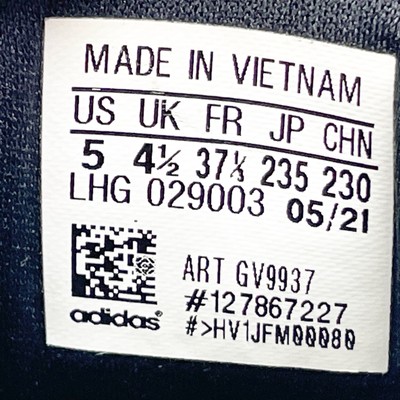 MADE IN VIETNAM
US UK FR JP CHN
5 4½ 37⅓ 235 230
LHG 029003 05/21
ART GV9937
#127867227
adidas® #>HV1JFM00080